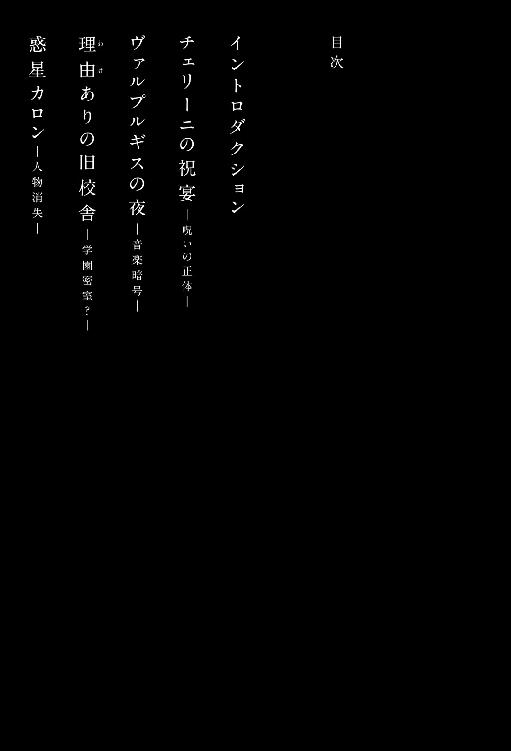 目次
イントロダクション
チェリーニの祝宴 ―呪いの正体―
ヴァルプルギスの夜 ―音楽暗号―
理由ありの旧校舎 ―学園密室?―
わけ
惑星カロン ―人物消失―